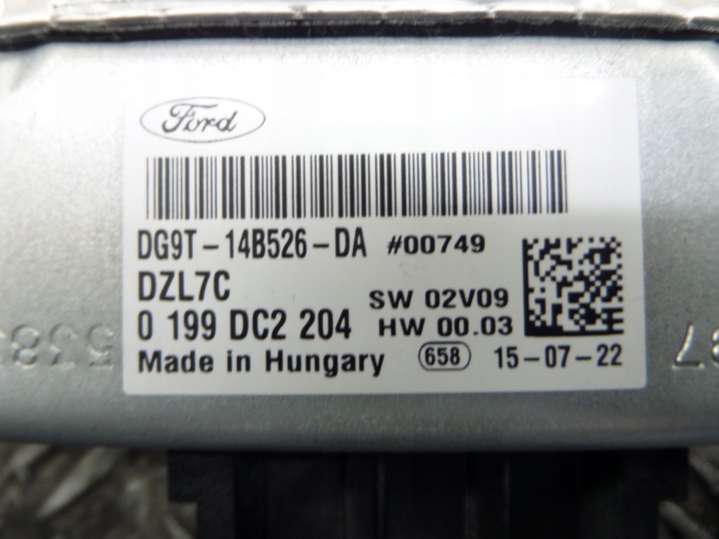 Ford
DG9T-14B526-DA #00749
DZL7C
SW 02V09
0 199 DC2 204 HW 00.03
Made in Hungary 658 15-07-22